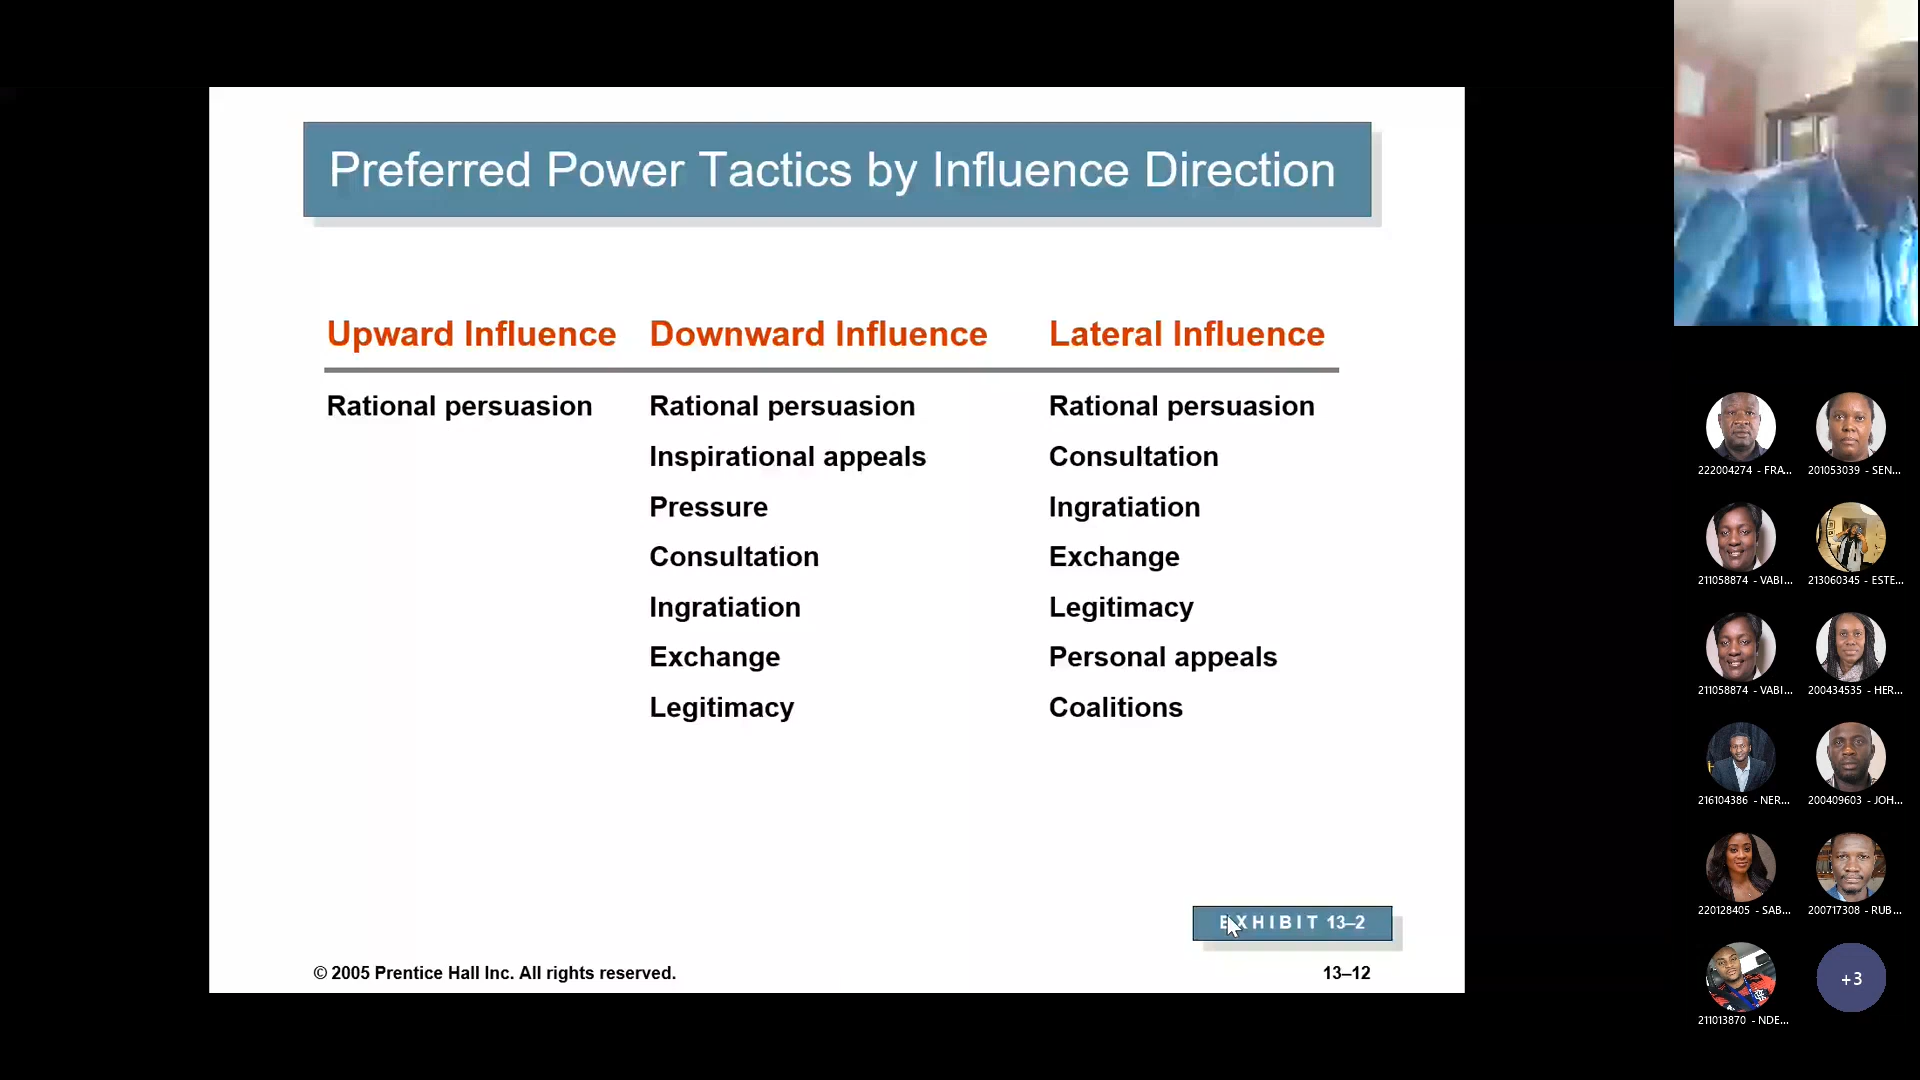 Preferred Power Tactics by Influence Direction
Upward Influence Downward Influence Lateral Influence
Rational persuasion Rational persuasion Rational persuasion
Inspirational appeals Consultation
Pressure Ingratiation
Consultation Exchange
Ingratiation Legitimacy
Exchange Personal appeals
Legitimacy Coalitions
EXHIBIT 13–2
© 2005 Prentice Hall Inc. All rights reserved. 13–12
222004274 - FRA... 201053039 - SEN...
211058874 - VABI... 213060345 - ESTE...
211058874 - VABI... 200434535 - HER...
216104386 - NER... 200409603 - JOH...
220128405 - SAB... 200717308 - RUB...
+3
211013870 - NDE...